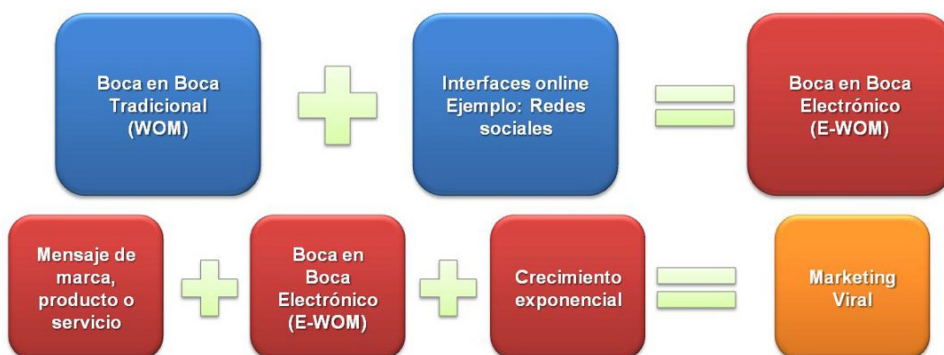 Boca en Boca
Tradicional
(WOM)
Interfaces online
Ejemplo: Redes
sociales
Boca en Boca
Electrónico
(E-WOM)
Mensaje de
marca,
producto o
servicio
Boca en
Boca
Electrónico
(E-WOM)
Crecimiento
exponencial
Marketing
Viral